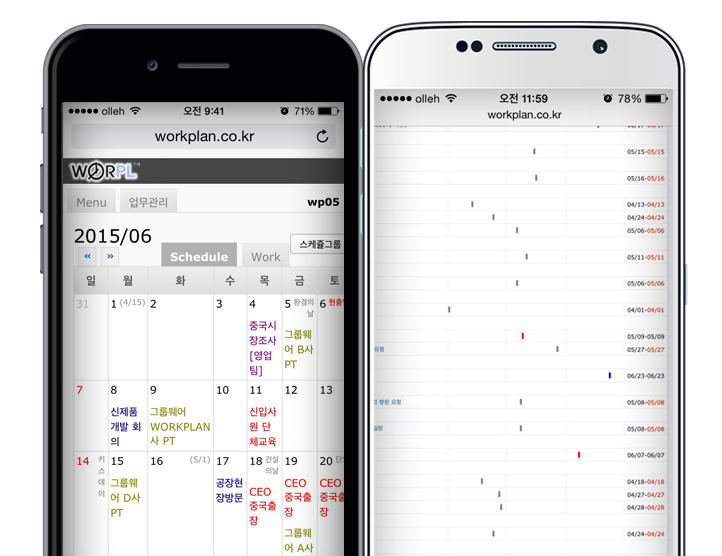 olleh 오전 9:41 71%
workplan.co.kr
WORPL™
Menu 업무관리 wp05
2015/06
« » Schedule Work 스케쥴그룹
일 월 화 수 목 금 토
31 1 (4/15) 2 3 4 5 환경의 6 현충일
날
중국시
장조사
[영업
팀]
그룹웨
어 B사
PT
7 8 9 10 11 12 13
신제품
개발 회
의
그룹웨어
WORKPLAN
사 PT
신입사
원 단
체교육
14 키 15 16 (5/1) 17 18 건설 19 20 단
스
데
이
의날
그룹웨
어 D사
PT
공장현
장방문
CEO
중국출
장
CEO
중국출
장
CEO
중국출
장
그룹웨
어 A사
olleh 오전 11:59 78%
workplan.co.kr
05/15-05/15
05/16-05/16
04/13-04/13
04/24-04/24
05/06-05/06
05/11-05/11
05/06-05/06
04/01-04/01
05/09-05/09
요청 05/27-05/27
06/23-06/23
방문 요청 05/08-05/08
05/08-05/08
06/07-06/07
04/18-04/18
04/27-04/27
04/28-04/28
04/24-04/24